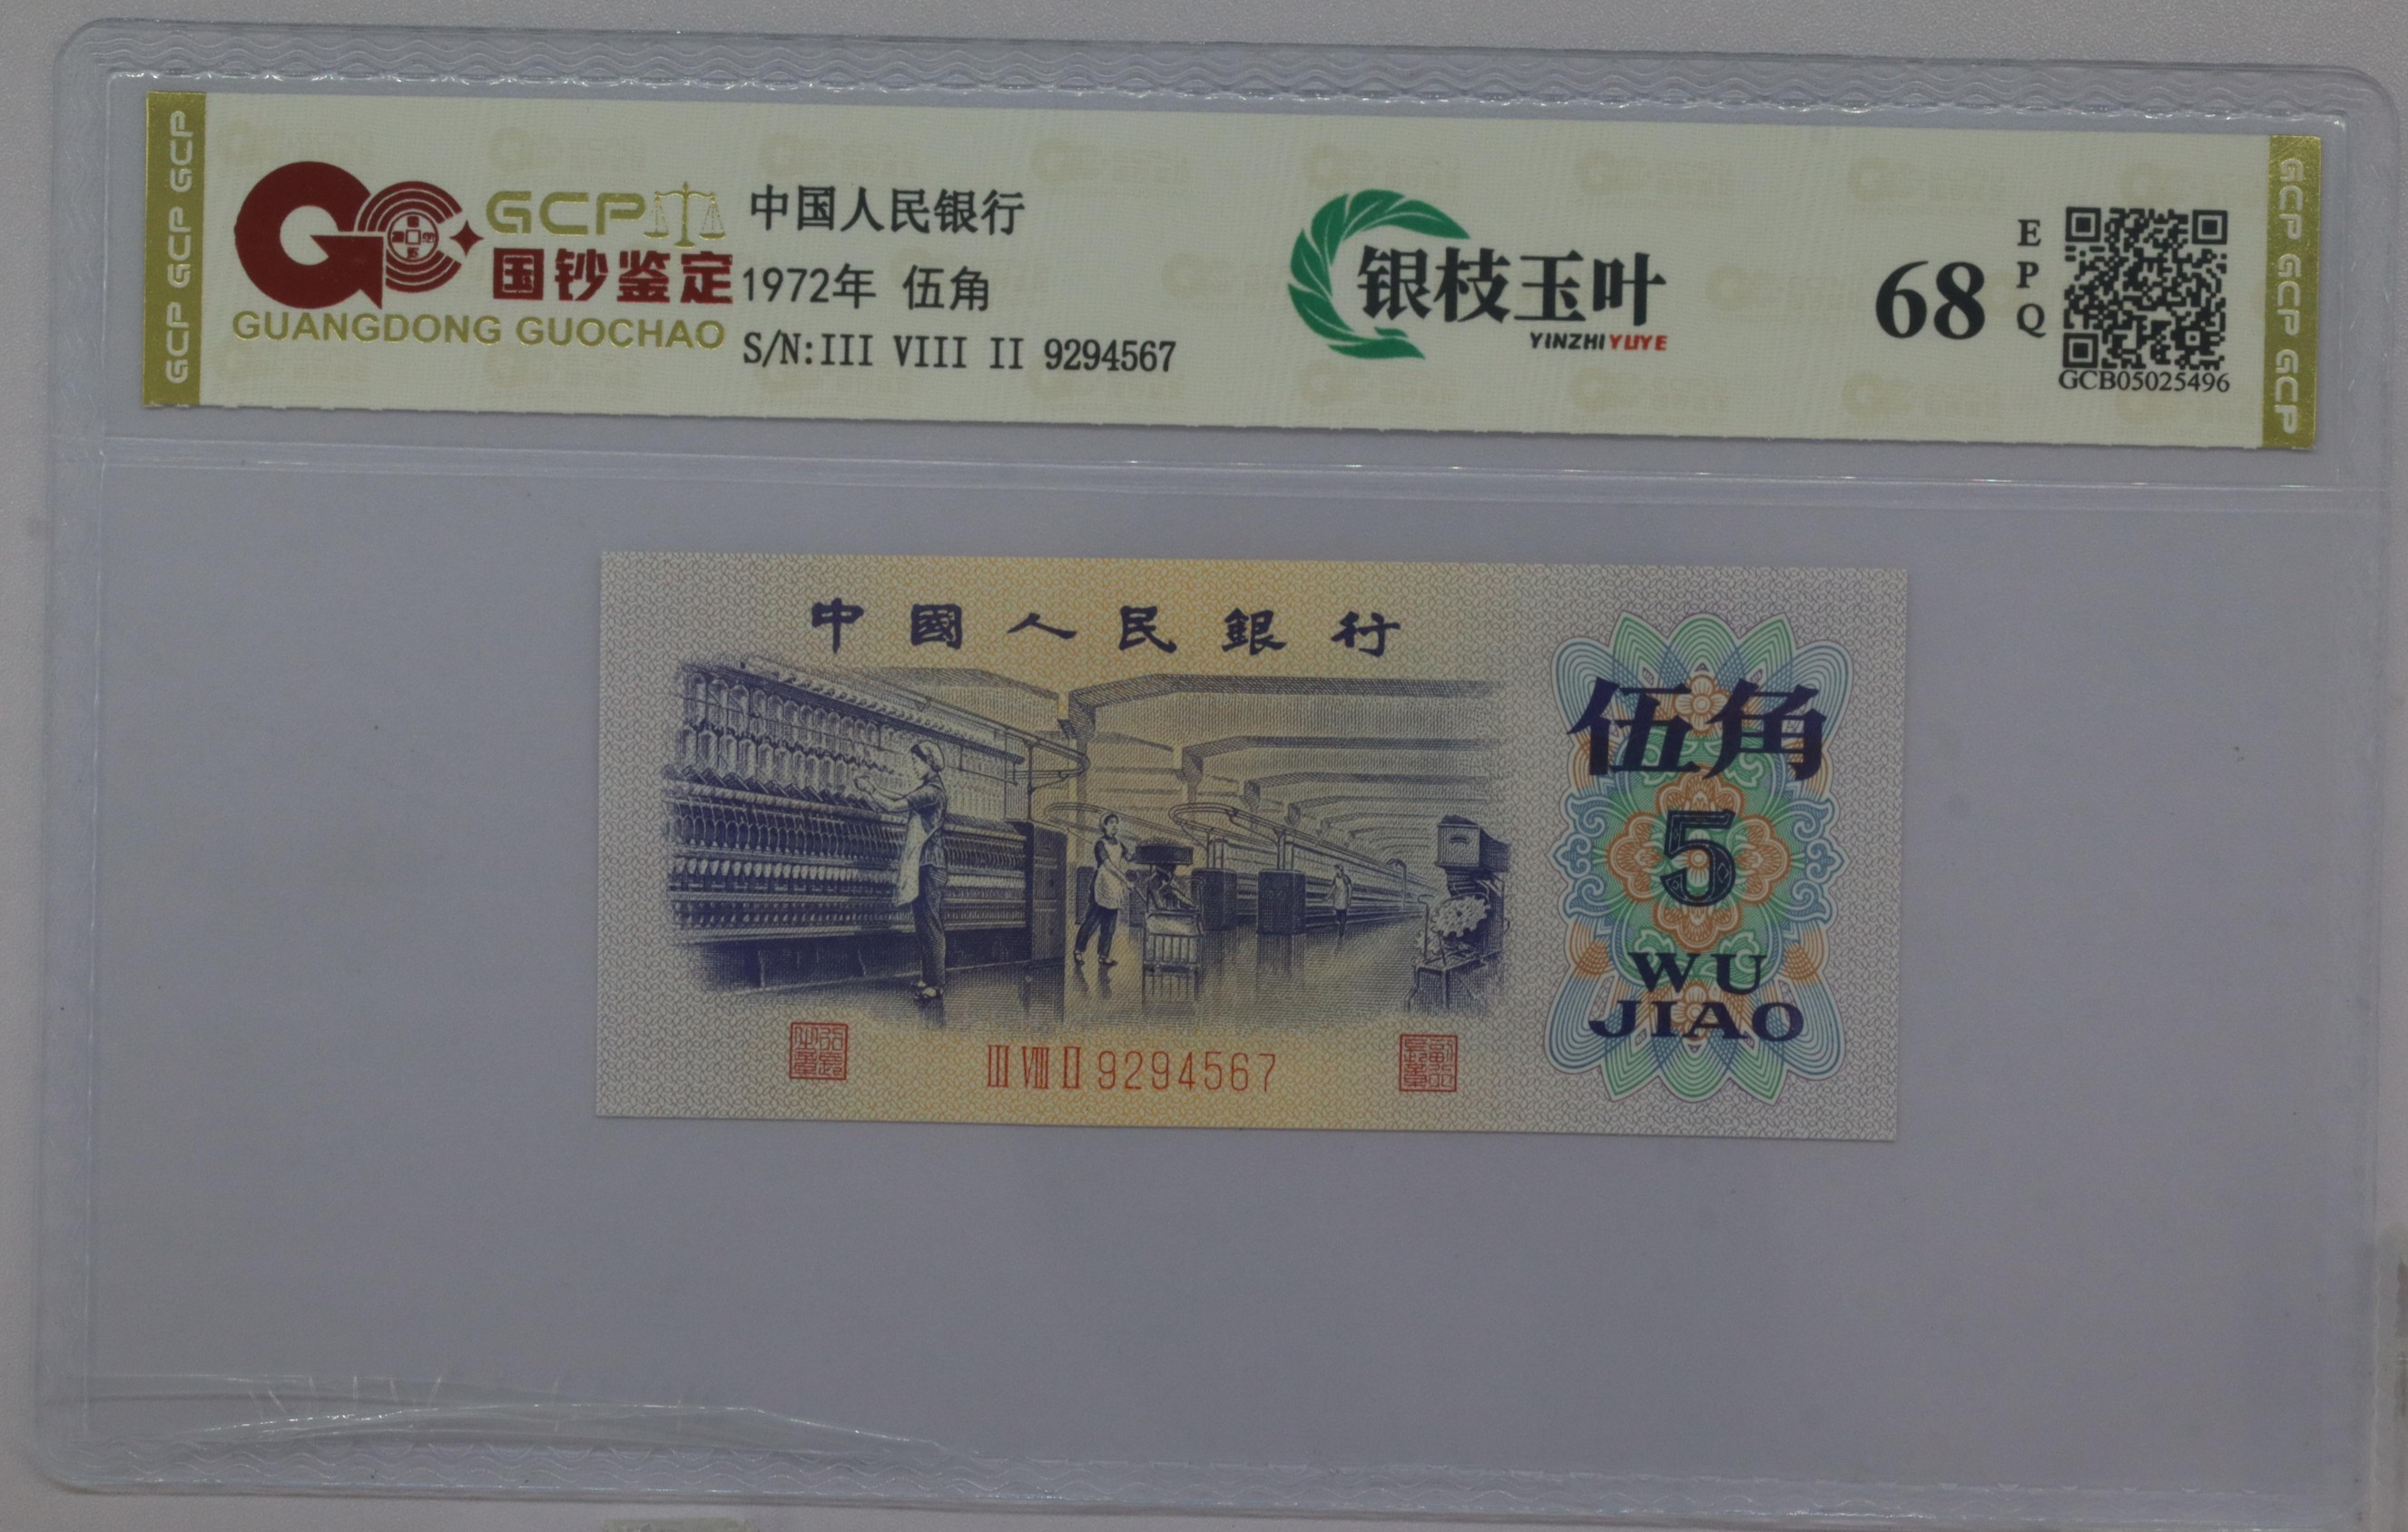 GCP GCP GCP
GCP
国钞鉴定
GUANGDONG GUOCHAO
中国人民银行
1972年 伍角
S/N:III VIII II 9294567
银枝玉叶
YINZHIYUYE
68
EPQ
GCB05025496
GCP GCP GCP
中國人民銀行
伍角
5
WU
JIAO
III VIII II 9294567